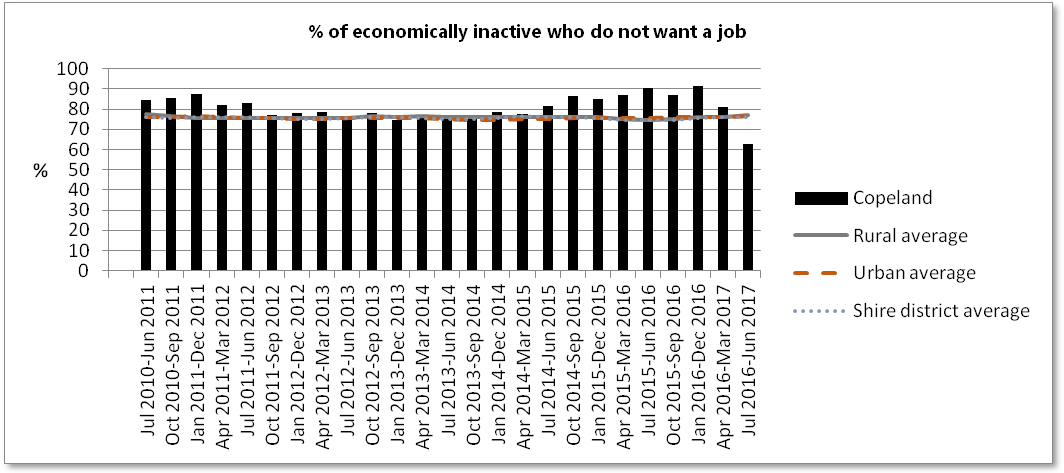 % of economically inactive who do not want a job
100
90
80
70
60
50
40
30
20
10
0
%
Jul 2010-Jun 2011
Oct 2010-Sep 2011
Jan 2011-Dec 2011
Apr 2011-Mar 2012
Jul 2011-Jun 2012
Oct 2011-Sep 2012
Jan 2012-Dec 2012
Apr 2012-Mar 2013
Jul 2012-Jun 2013
Oct 2012-Sep 2013
Jan 2013-Dec 2013
Apr 2013-Mar 2014
Jul 2013-Jun 2014
Oct 2013-Sep 2014
Jan 2014-Dec 2014
Apr 2014-Mar 2015
Jul 2014-Jun 2015
Oct 2014-Sep 2015
Jan 2015-Dec 2015
Apr 2015-Mar 2016
Jul 2015-Jun 2016
Oct 2015-Sep 2016
Jan 2016-Dec 2016
Apr 2016-Mar 2017
Jul 2016-Jun 2017
Copeland
Rural average
Urban average
Shire district average